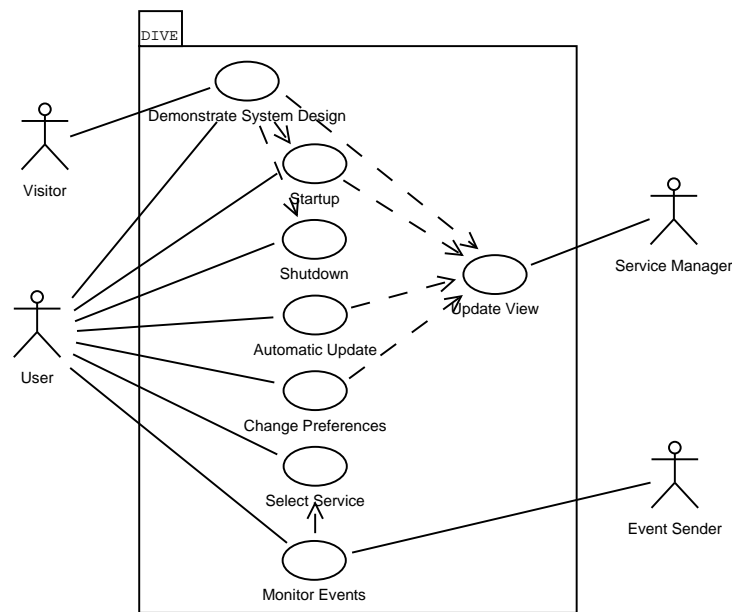 DIVE
Demonstrate System Design
Visitor
Startup
Service Manager
Shutdown
Update View
Automatic Update
User
Change Preferences
Select Service
Event Sender
Monitor Events